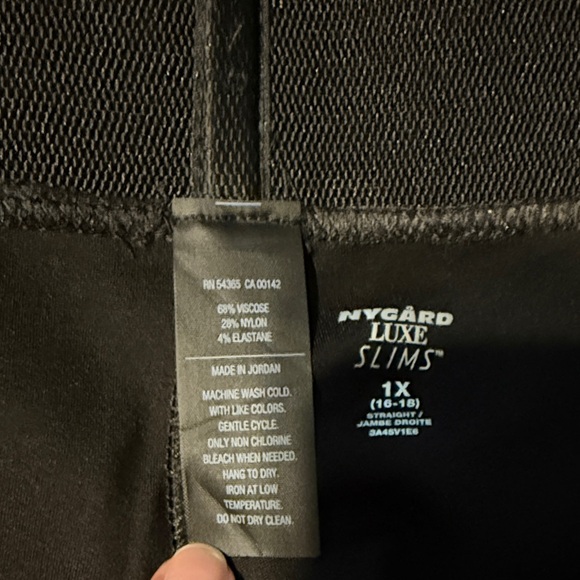 RN 54365 CA 00142
68% VISCOSE
28% NYLON
4% ELASTANE
MADE IN JORDAN
MACHINE WASH COLD.
WITH LIKE COLORS.
GENTLE CYCLE.
ONLY NON CHLORINE
BLEACH WHEN NEEDED.
HANG TO DRY.
IRON AT LOW
TEMPERATURE.
DO NOT DRY CLEAN.
NYGÅRD
LUXE
SLIMS™
1X
(16-18)
STRAIGHT /
JAMBE DROITE
3A45V1E6